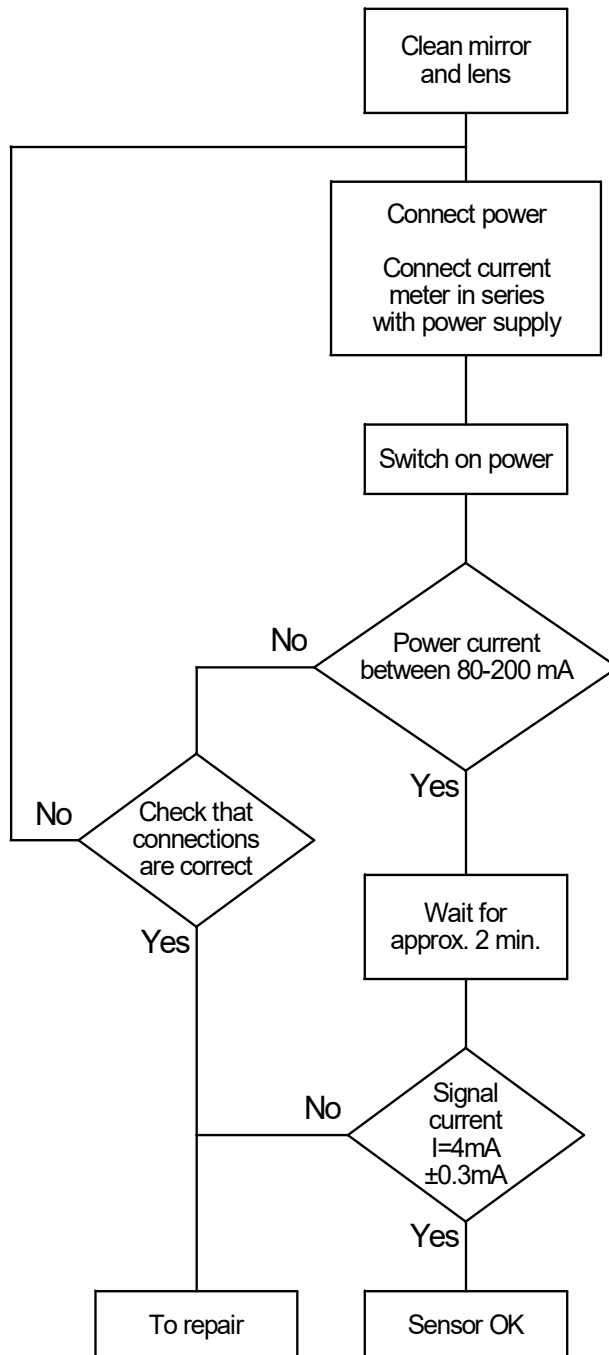 Clean mirror
and lens
Connect power
Connect current
meter in series
with power supply
Switch on power
No
Power current
between 80-200 mA
Yes
No
Check that
connections
are correct
Yes
Wait for
approx. 2 min.
No
Signal
current
I=4mA
±0.3mA
Yes
To repair
Sensor OK